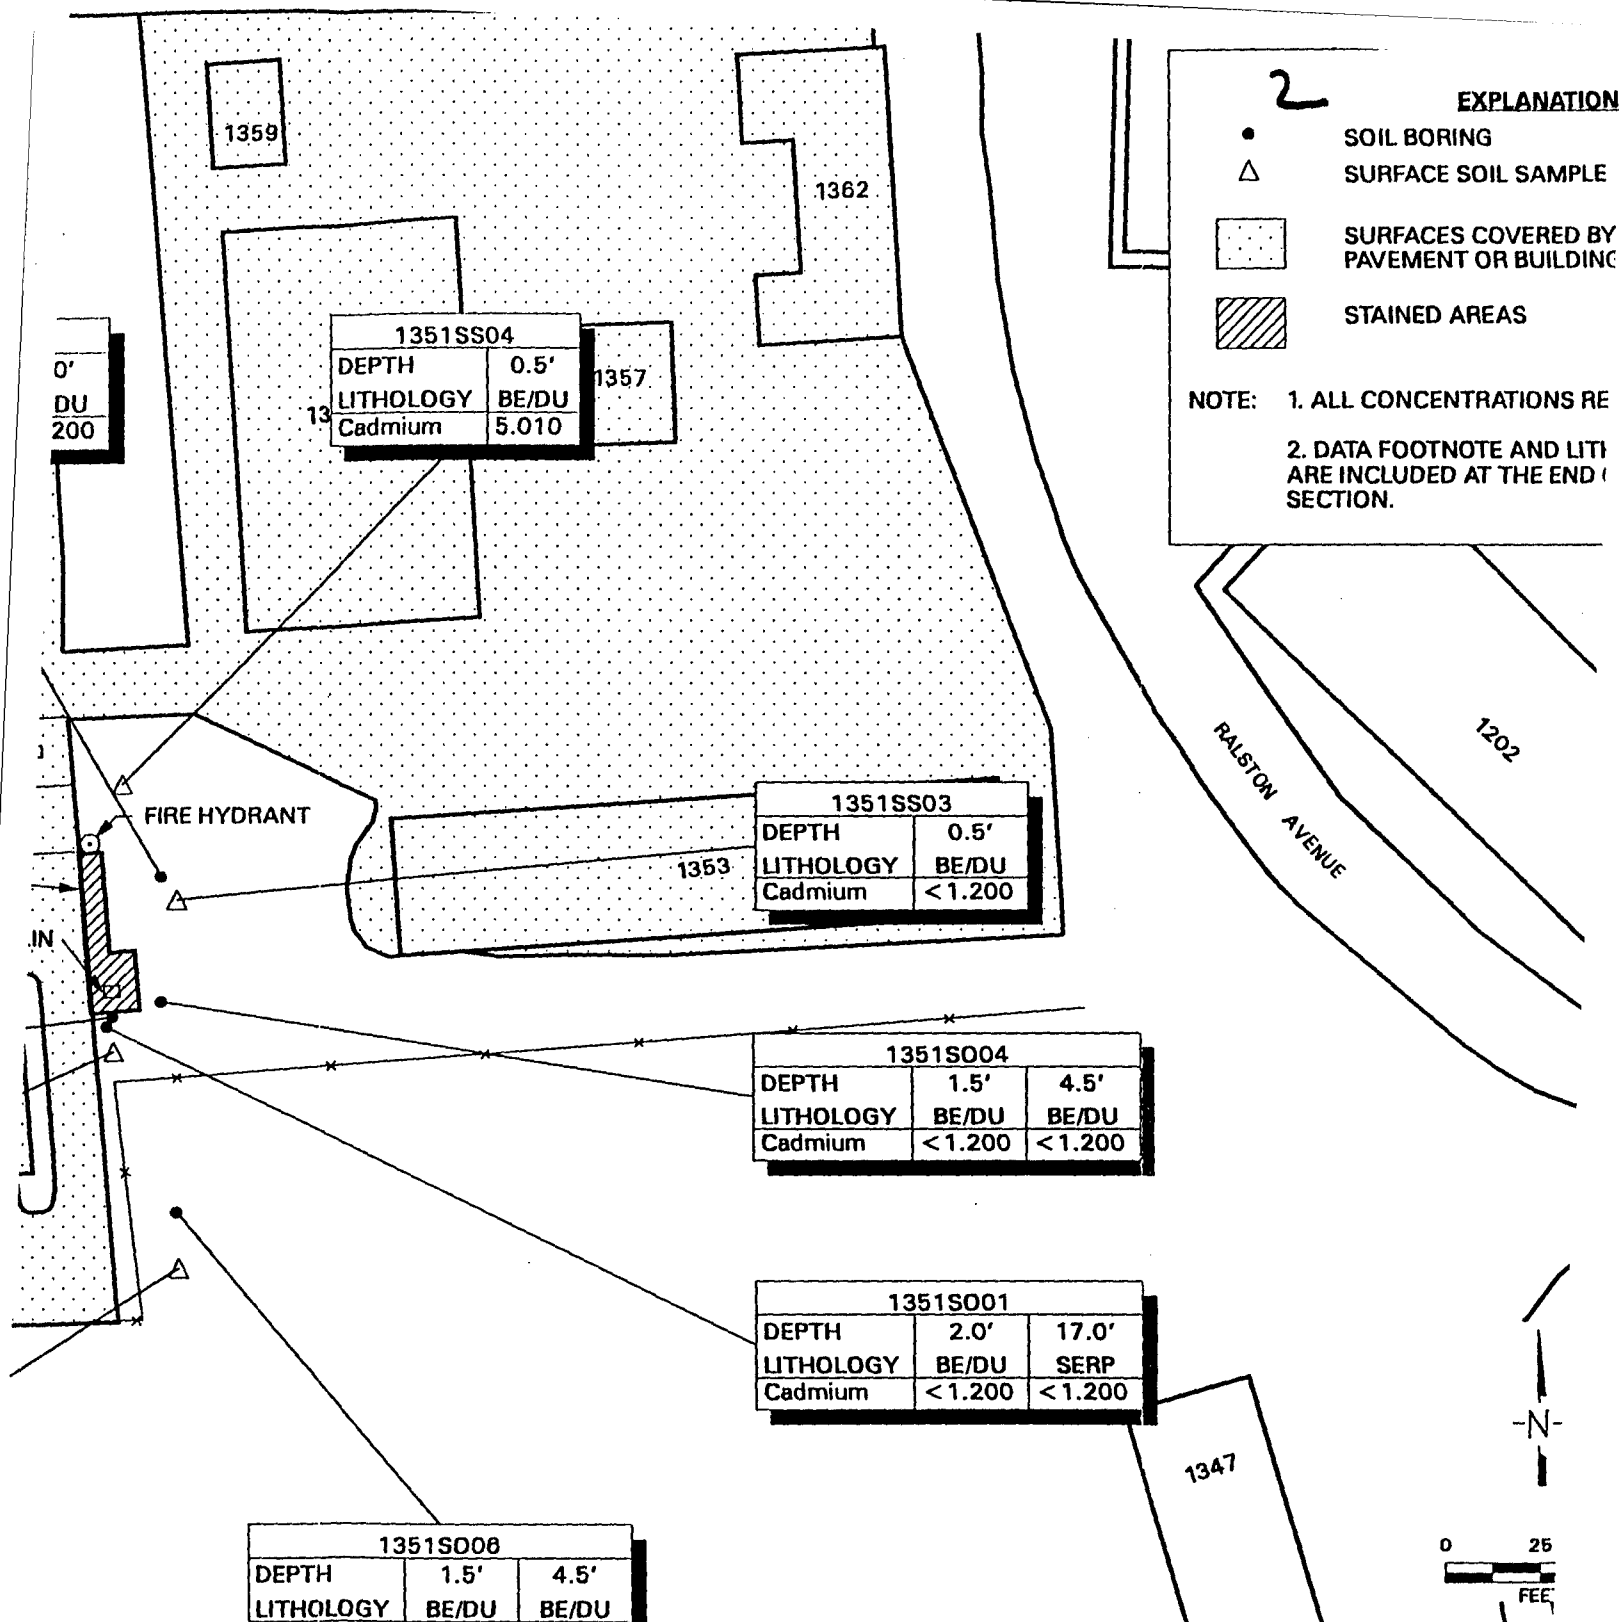 2
EXPLANATION
SOIL BORING
SURFACE SOIL SAMPLE
SURFACES COVERED BY
PAVEMENT OR BUILDING
STAINED AREAS
NOTE: 1. ALL CONCENTRATIONS RE
2. DATA FOOTNOTE AND LITH
ARE INCLUDED AT THE END
SECTION.
1359
1362
1351SS04
DEPTH 0.5'
LITHOLOGY BE/DU
Cadmium 5.010
1357
13
0'
DU
200
1202
RALSTON AVENUE
FIRE HYDRANT
1351SS03
DEPTH 0.5'
LITHOLOGY BE/DU
Cadmium <1.200
1353
IN
1351SO04
DEPTH 1.5' 4.5'
LITHOLOGY BE/DU BE/DU
Cadmium <1.200 <1.200
1351SO01
DEPTH 2.0' 17.0'
LITHOLOGY BE/DU SERP
Cadmium <1.200 <1.200
-N-
1347
1351SO06
DEPTH 1.5' 4.5'
LITHOLOGY BE/DU BE/DU
0 25
FEE